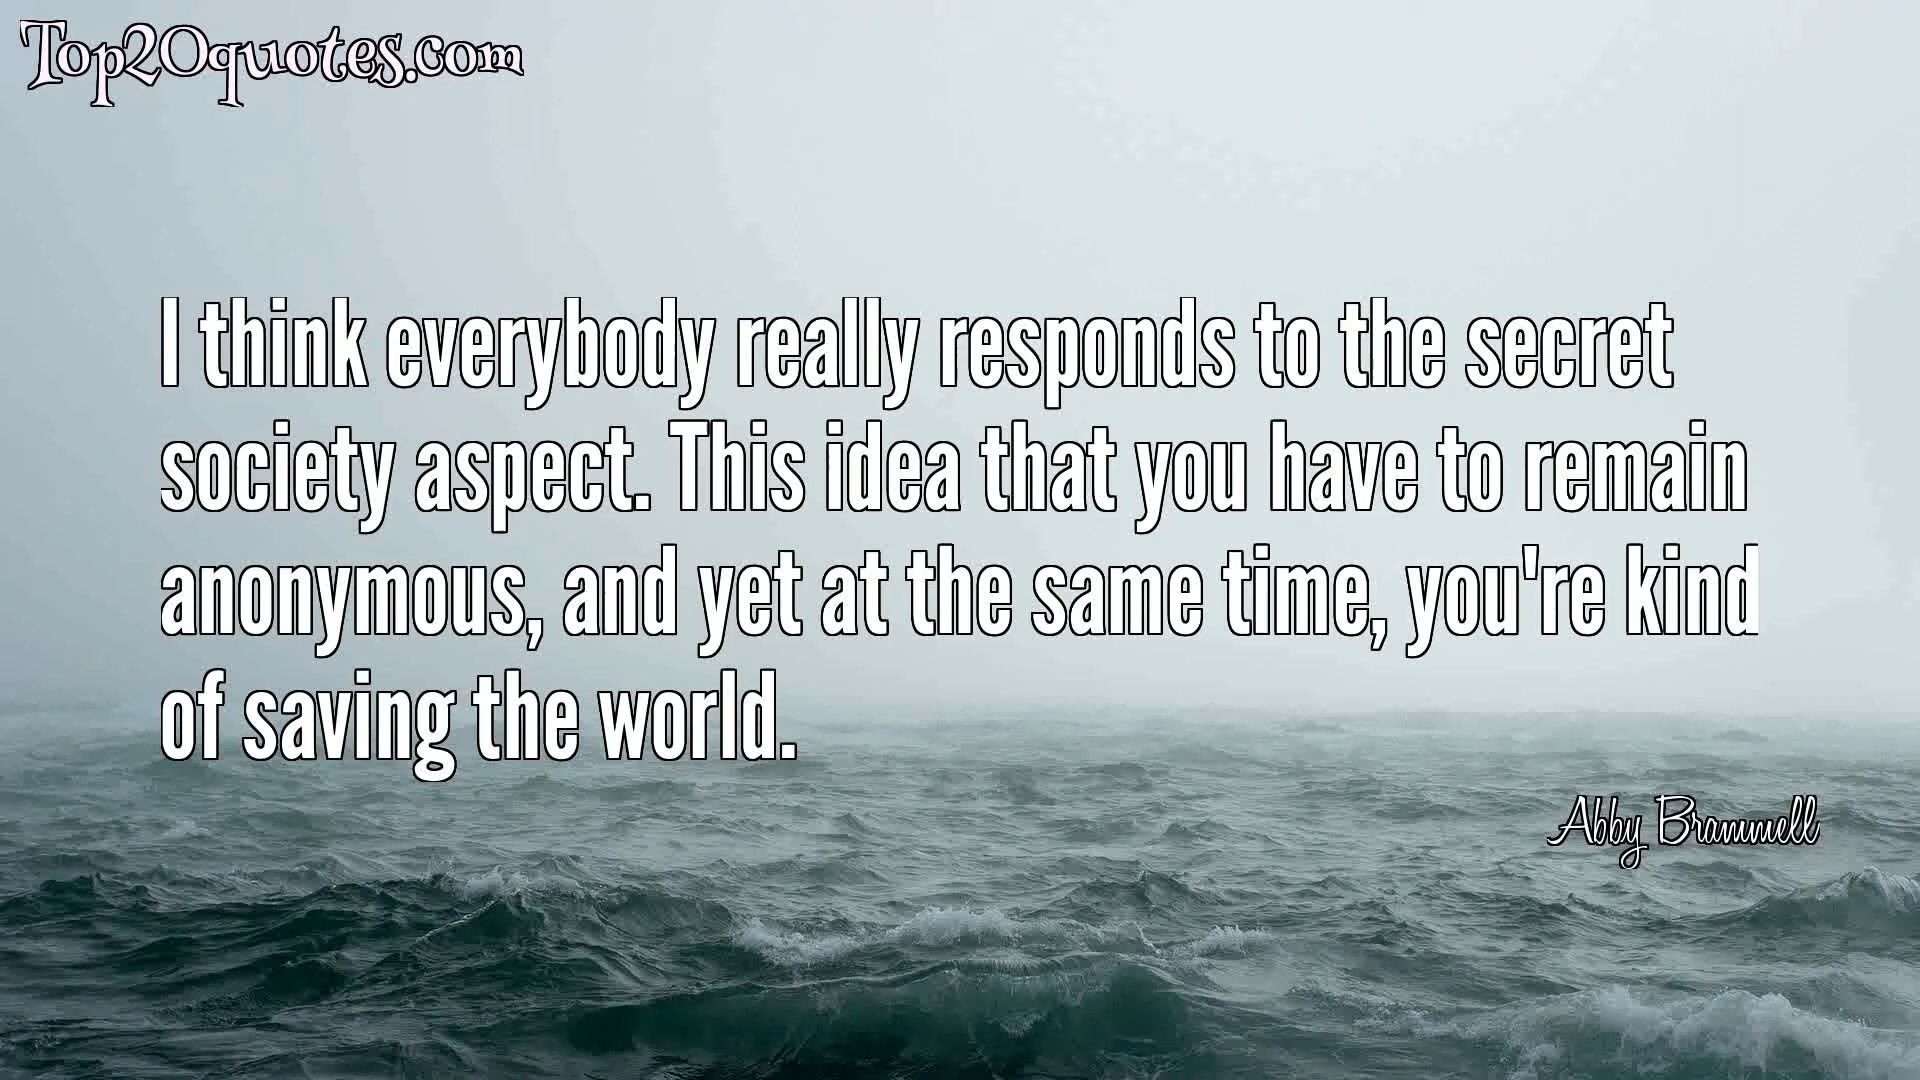 Top20quotes.com
I think everybody really responds to the secret
society aspect. This idea that you have to remain
anonymous, and yet at the same time, you're kind
of saving the world.
Abby Brammell